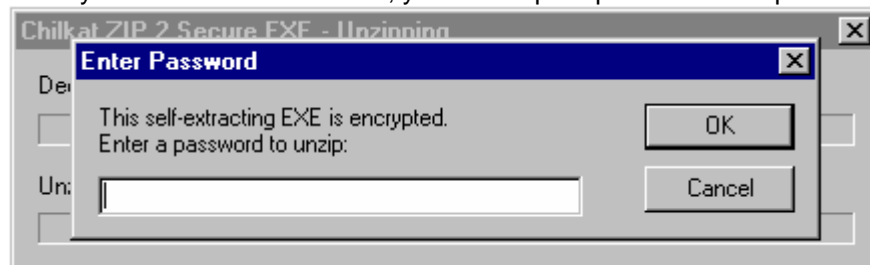 Chilkat ZIP 2 Secure EXE - Unzipping
Enter Password
This self-extracting EXE is encrypted.
Enter a password to unzip:
OK
Cancel